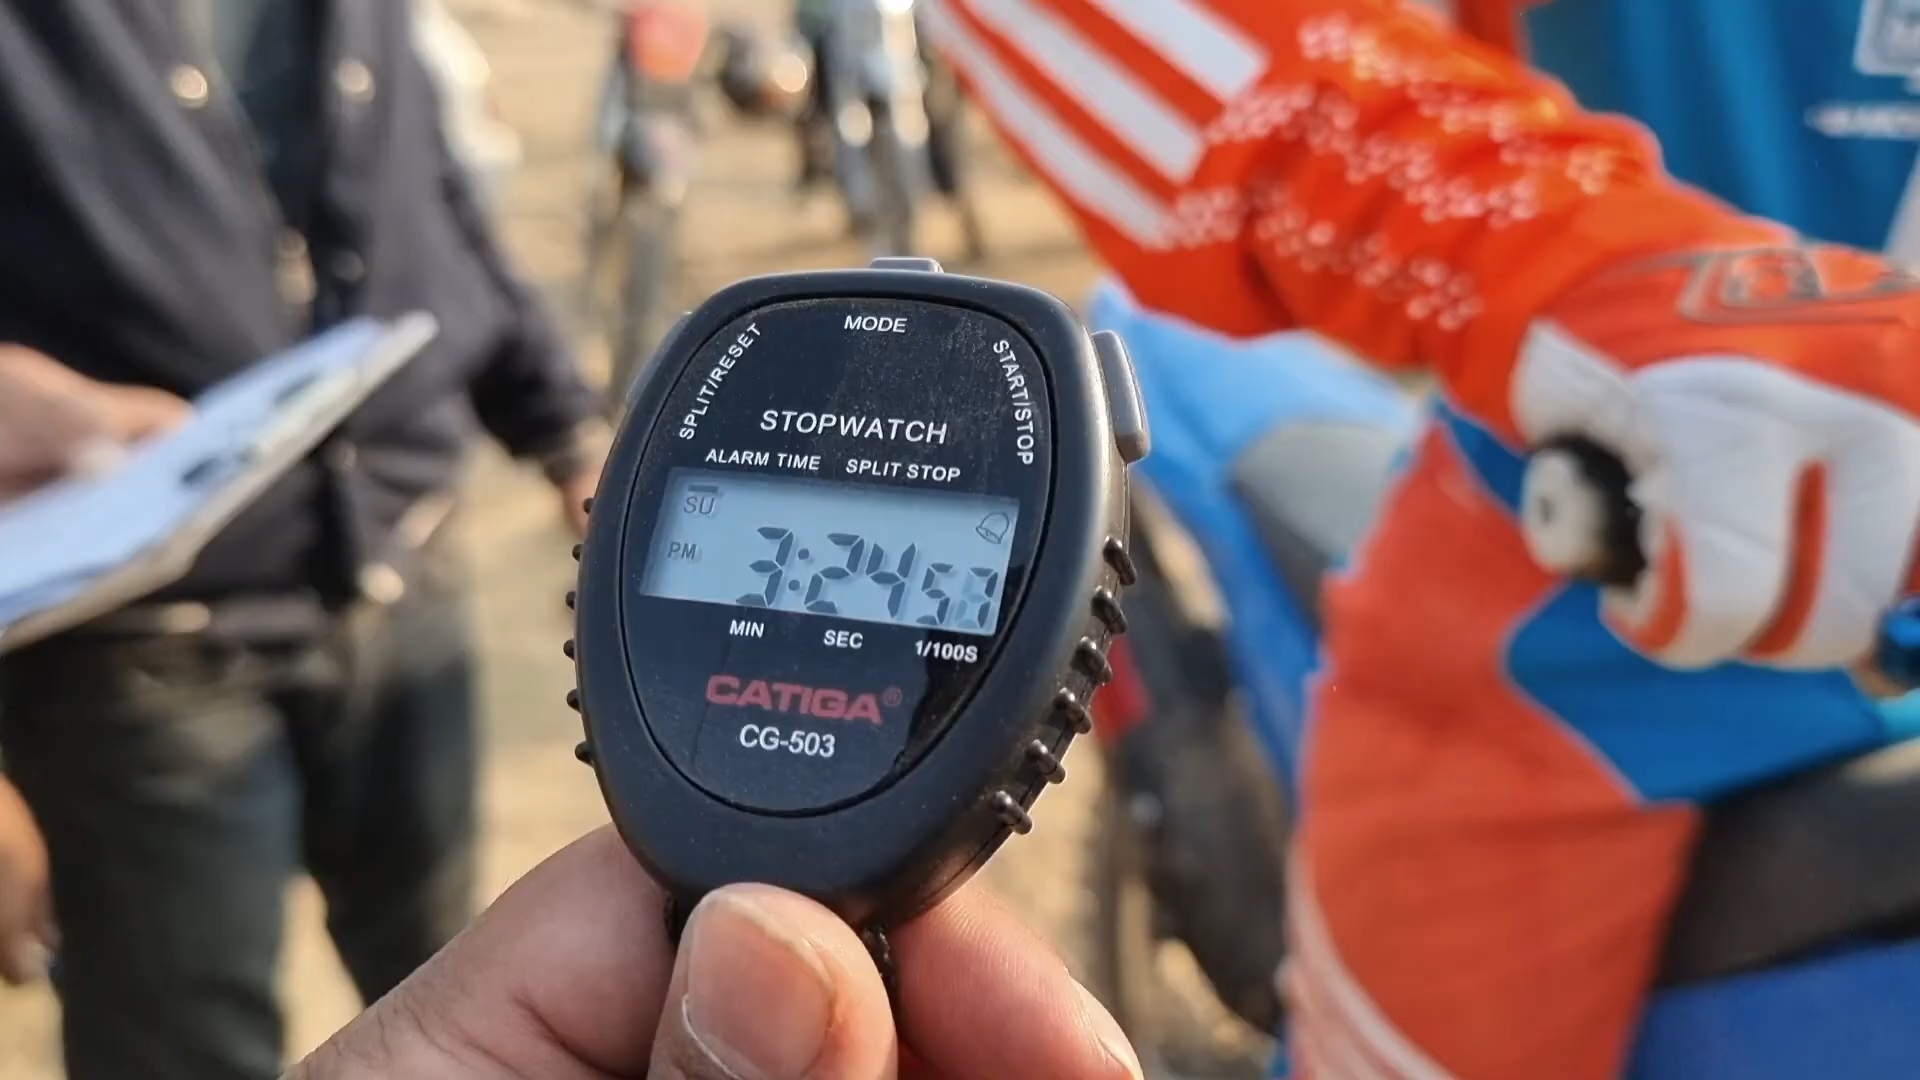 MODE
SPLIT/RESET
START/STOP
STOPWATCH
ALARM TIME SPLIT STOP
SU
PM 3:24
MIN SEC 1/100S
CATIGA®
CG-503